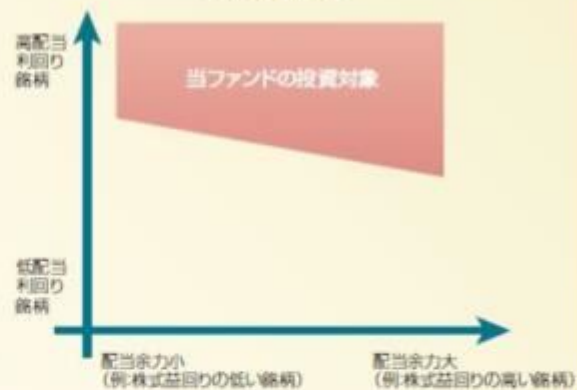 高配当
利回り
銘柄
当ファンドの投資対象
低配当
利回り
銘柄
配当余力小
(例:株式益回りの低い銘柄)
配当余力大
(例:株式益回りの高い銘柄)